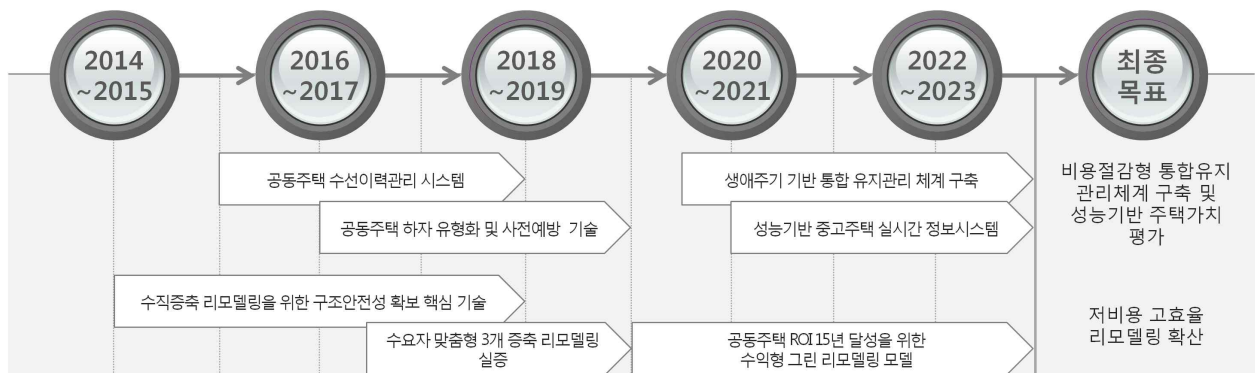 2014
~2015
2016
~2017
2018
~2019
2020
~2021
2022
~2023
최종
목표
공동주택 수선이력관리 시스템
생애주기 기반 통합 유지관리 체계 구축
공동주택 하자 유형화 및 사전예방 기술
성능기반 중고주택 실시간 정보시스템
비용절감형 통합유지
관리체계 구축 및
성능기반 주택가치
평가
수직증축 리모델링을 위한 구조안전성 확보 핵심 기술
수요자 맞춤형 3개 증축 리모델링
실증
공동주택 ROI 15년 달성을 위한
수익형 그린 리모델링 모델
저비용 고효율
리모델링 확산